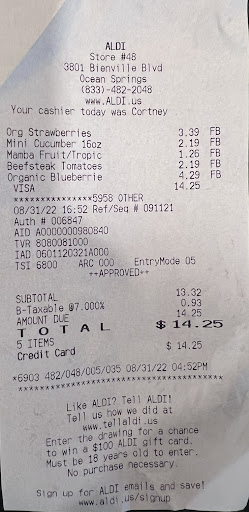 ALDI
Store #48
3801 Bienville Blvd
Ocean Springs
(833)-482-2048
www.ALDI.us
Your cashier today was Cortney
Org Strawberries 3.39 FB
Mini Cucumber 16oz 2.19 FB
Mamba Fruit/Tropic 1.26 FB
Beefsteak Tomatoes 2.19 FB
Organic Blueberrie 4.29 FB
VISA 14.25
***************5958 OTHER
08/31/22 16:52 Ref/Seq # 091121
Auth # 006847
AID A0000000980840
TVR 8080081000
IAD 0601120321A000
TSI 6800 ARC 000 EntryMode 05
++APPROVED++
SUBTOTAL 13.32
B-Taxable @7.000% 0.93
AMOUNT DUE
TOTAL $ 14.25
5 ITEMS
Credit Card $ 14.25
*6903 482/048/005/035 08/31/22 04:52PM
***************************************
Like ALDI? Tell ALDI!
Tell us how we did at
www.tellaldi.us
Enter the drawing for a chance
to win a $100 ALDI gift card.
Must be 18 years old to enter.
No purchase necessary.
Sign up for ALDI emails and save!
www.aldi.us/signup